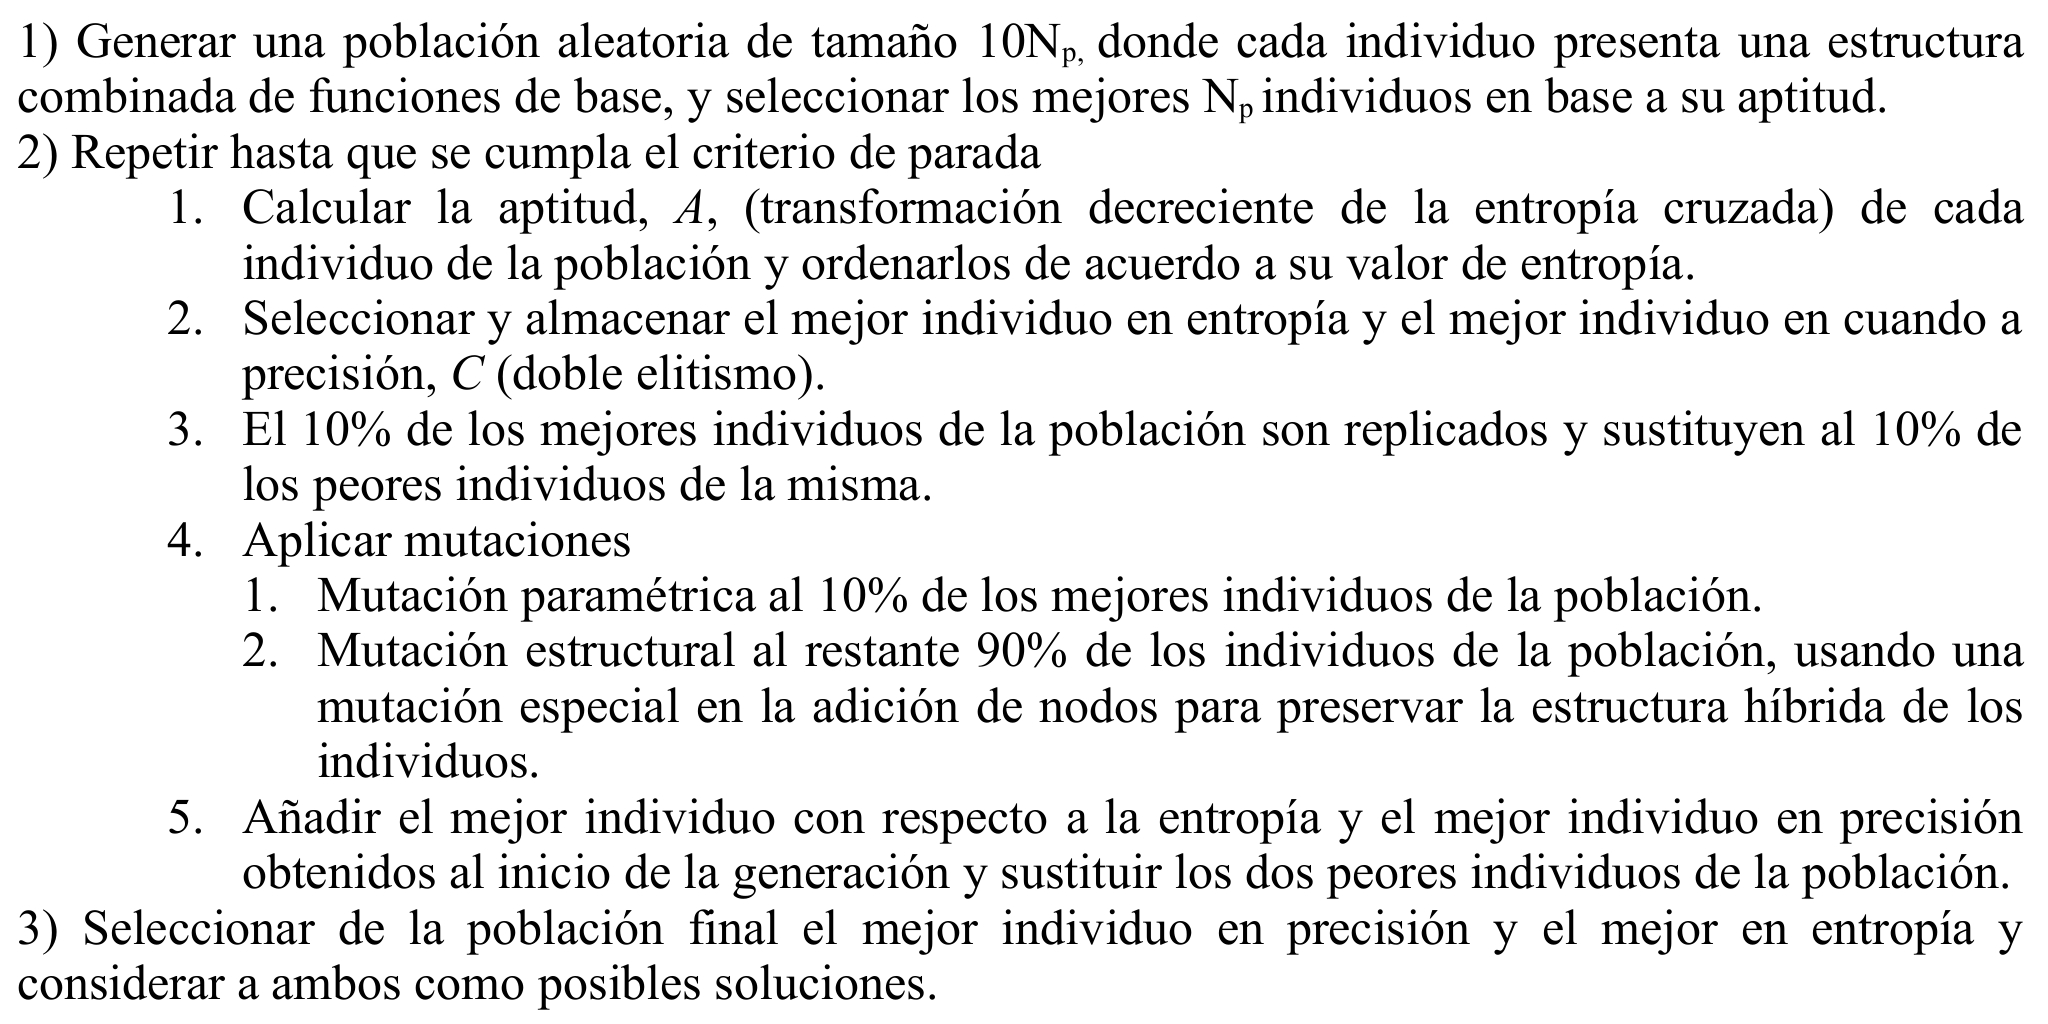 1) Generar una población aleatoria de tamaño 10Np, donde cada individuo presenta una estructura
combinada de funciones de base, y seleccionar los mejores Np individuos en base a su aptitud.
2) Repetir hasta que se cumpla el criterio de parada
1. Calcular la aptitud, A, (transformación decreciente de la entropía cruzada) de cada
individuo de la población y ordenarlos de acuerdo a su valor de entropía.
2. Seleccionar y almacenar el mejor individuo en entropía y el mejor individuo en cuando a
precisión, C (doble elitismo).
3. El 10% de los mejores individuos de la población son replicados y sustituyen al 10% de
los peores individuos de la misma.
4. Aplicar mutaciones
1. Mutación paramétrica al 10% de los mejores individuos de la población.
2. Mutación estructural al restante 90% de los individuos de la población, usando una
mutación especial en la adición de nodos para preservar la estructura híbrida de los
individuos.
5. Añadir el mejor individuo con respecto a la entropía y el mejor individuo en precisión
obtenidos al inicio de la generación y sustituir los dos peores individuos de la población.
3) Seleccionar de la población final el mejor individuo en precisión y el mejor en entropía y
considerar a ambos como posibles soluciones.